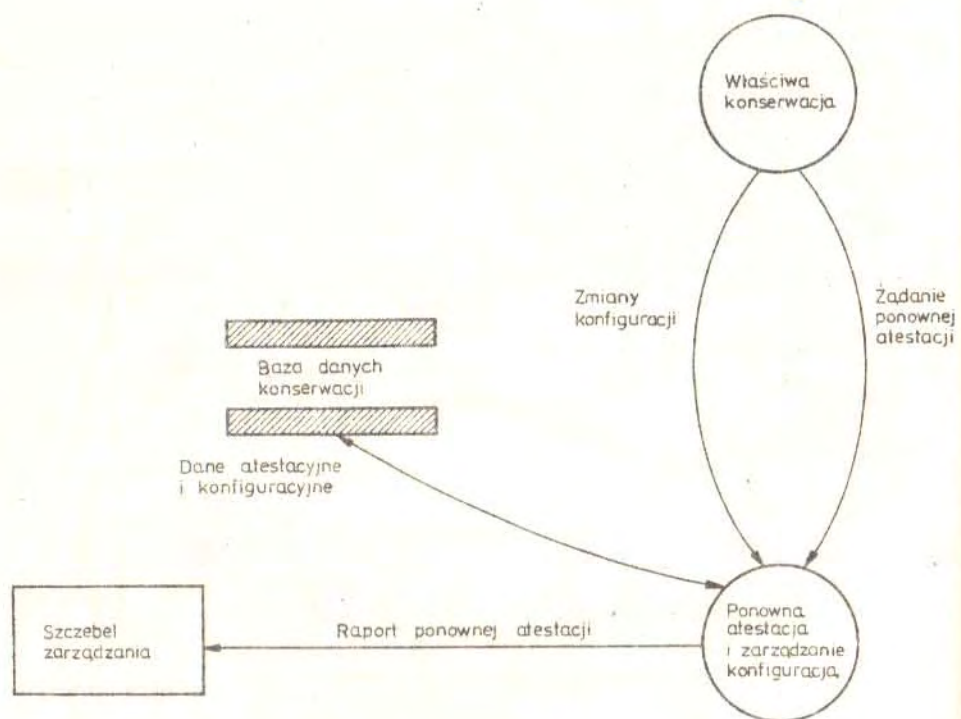 Właściwa
konserwacja
Zmiany
konfiguracji
Żądanie
ponownej
atestacji
Baza danych
konserwacji
Dane atestacyjne
i konfiguracyjne
Szczebel
zarządzania
Raport ponownej atestacji
Ponowna
atestacja
i zarządzanie
konfiguracją